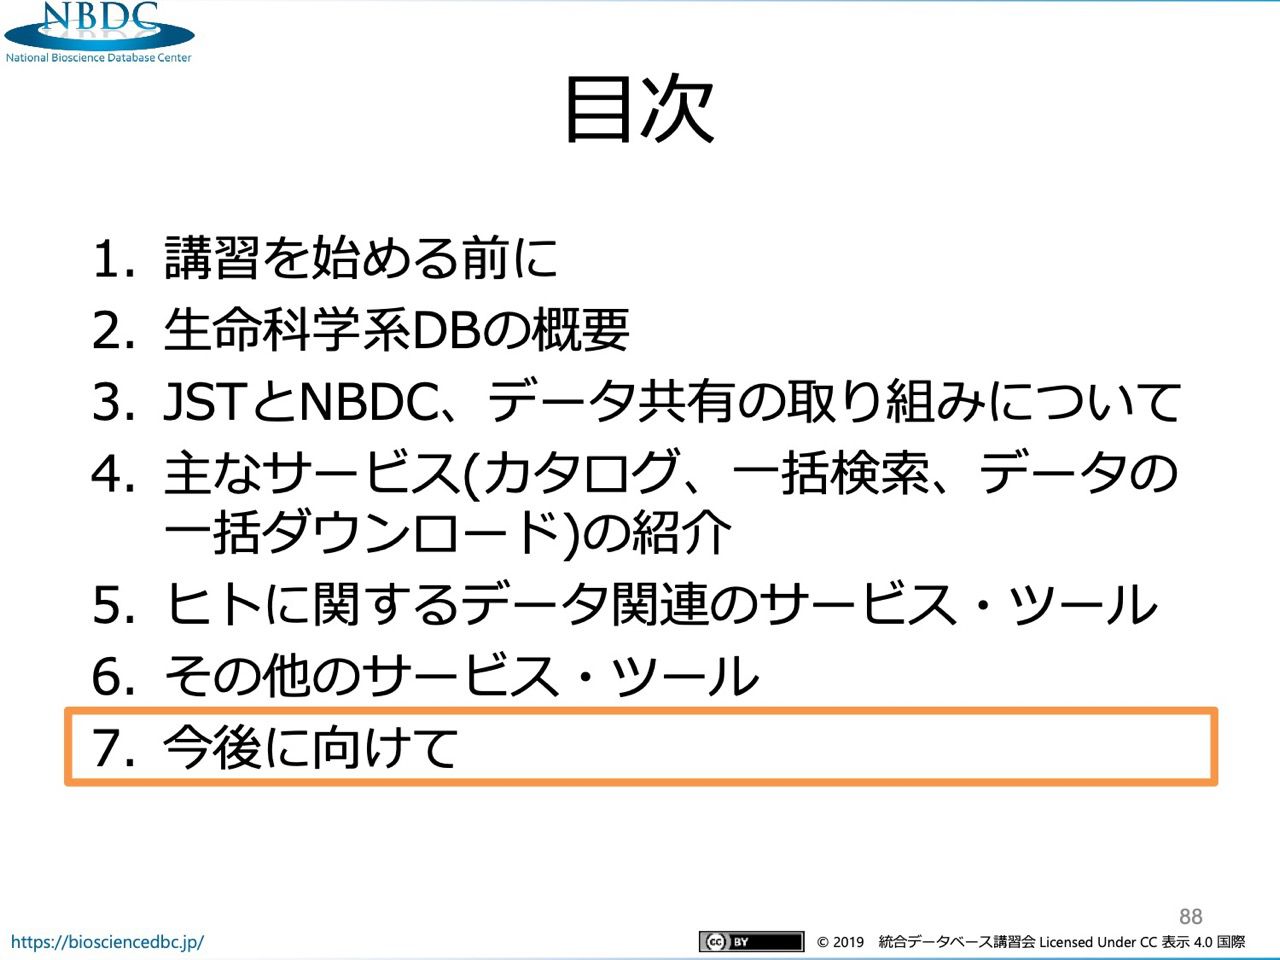 NBDC
National Bioscience Database Center
目次
1. 講習を始める前に
2. 生命科学系DBの概要
3. JSTとNBDC、データ共有の取り組みについて
4. 主なサービス(カタログ、一括検索、データの
一括ダウンロード)の紹介
5. ヒトに関するデータ関連のサービス・ツール
6. その他のサービス・ツール
7. 今後に向けて
88
https://biosciencedbc.jp/
cc BY © 2019 統合データベース講習会 Licensed Under CC 表示 4.0 国際